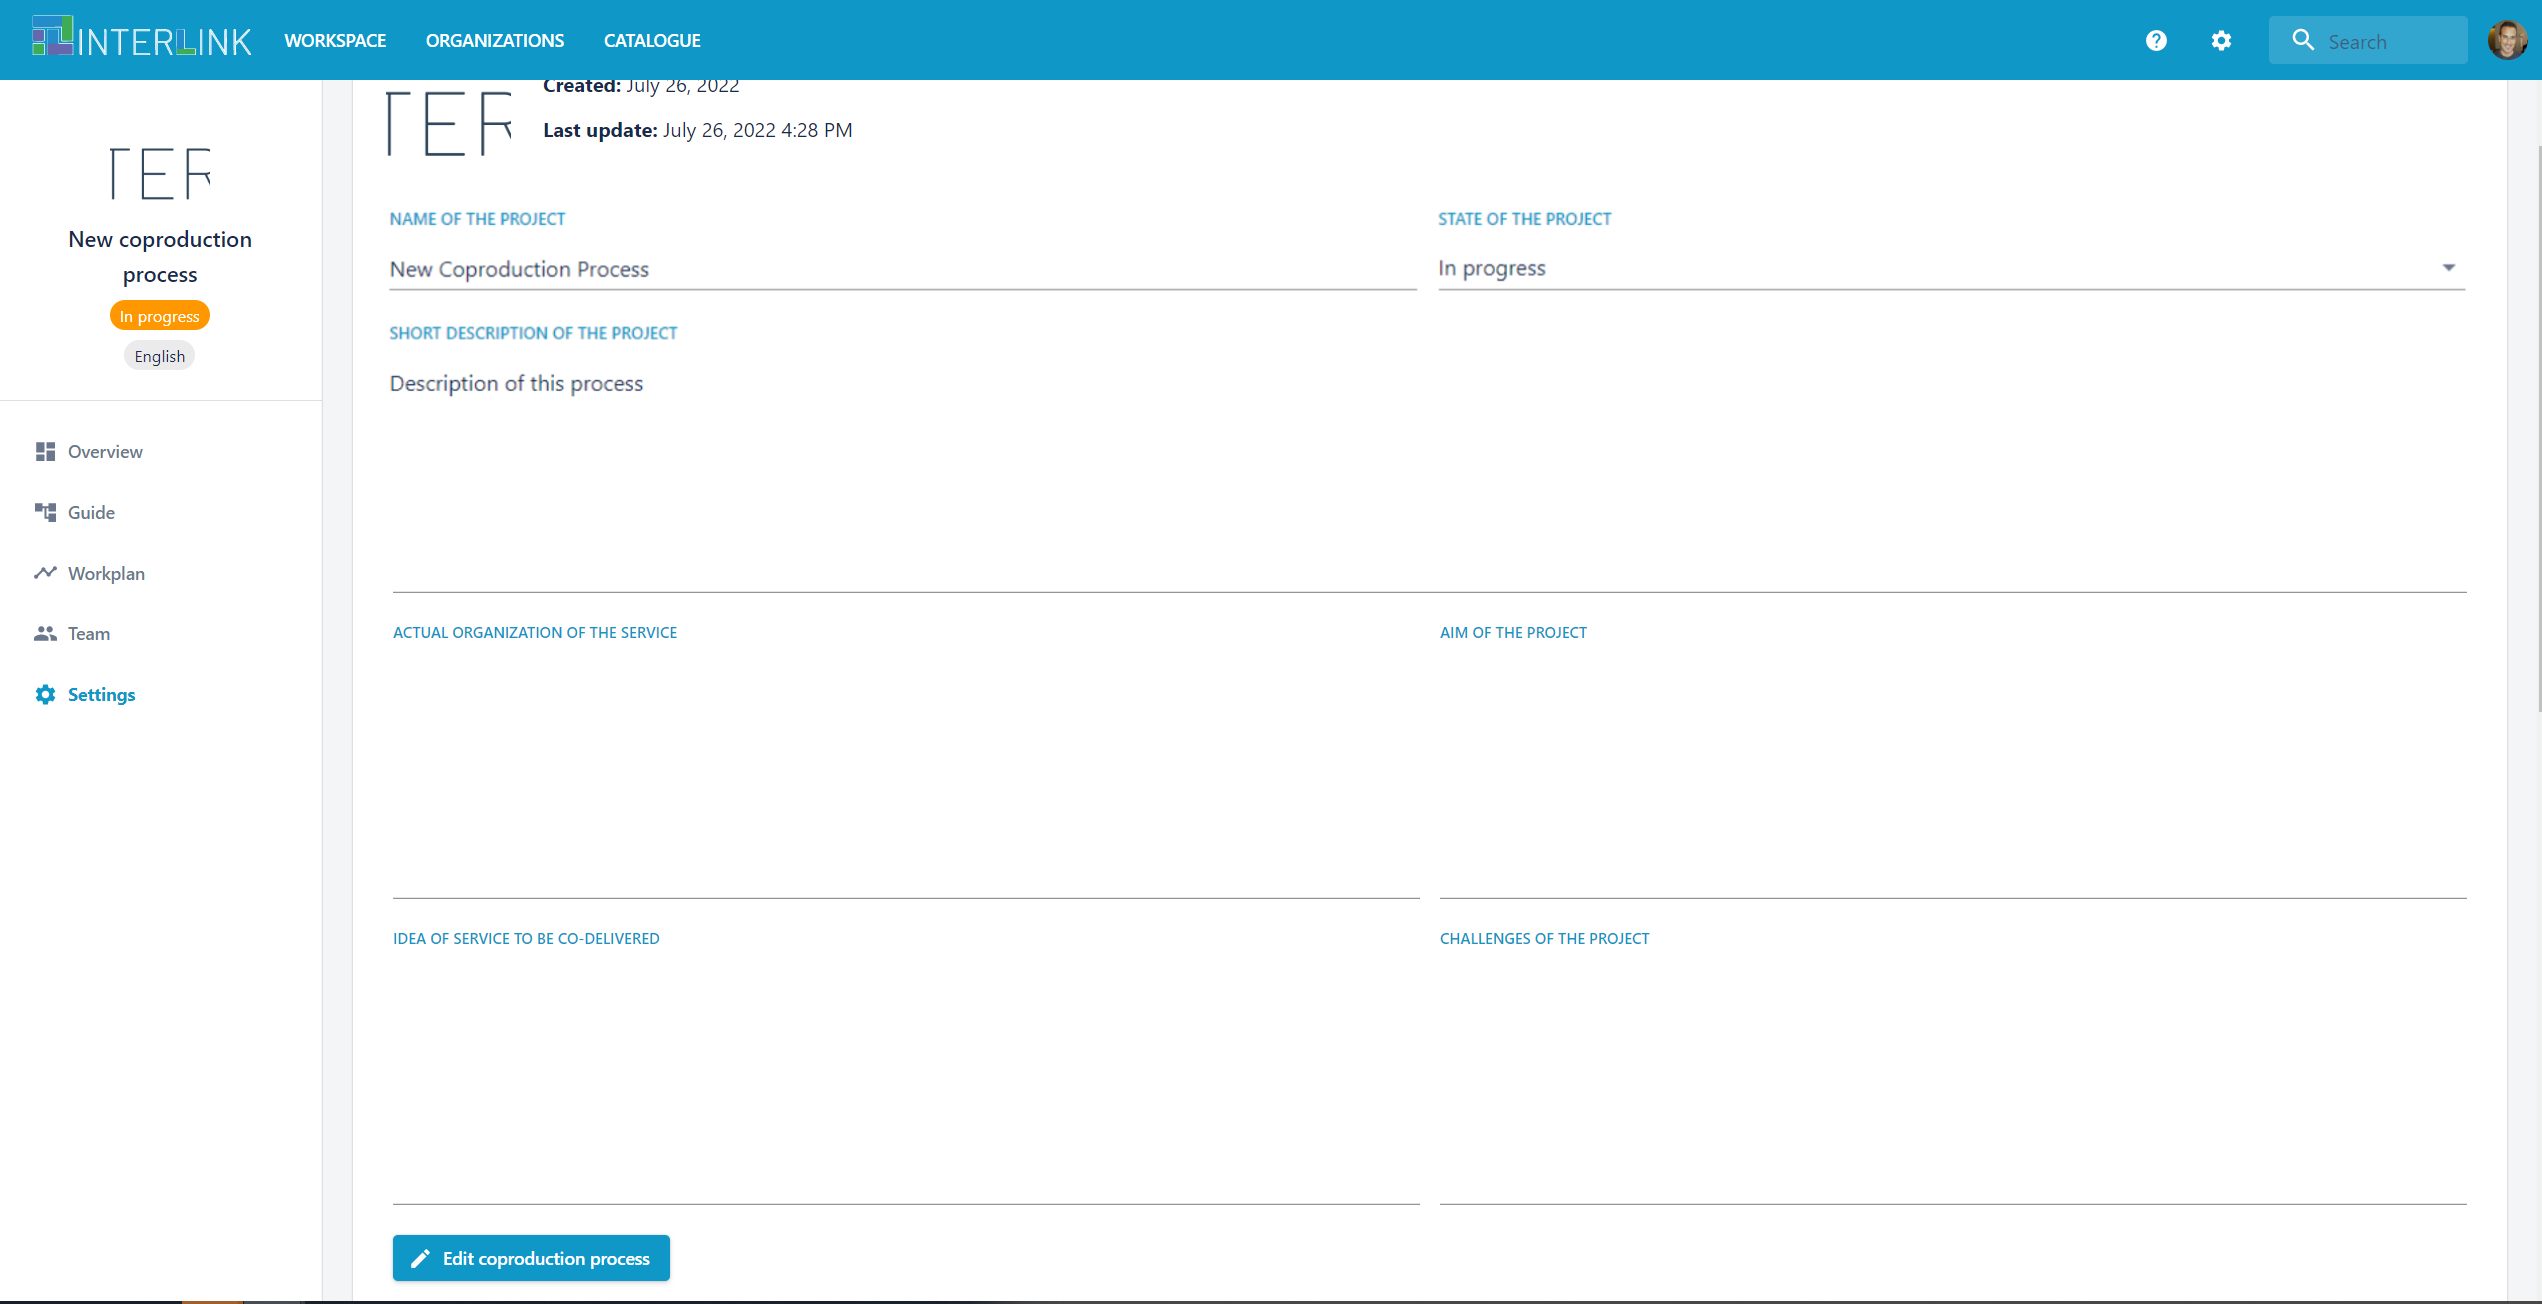 INTERLINK WORKSPACE ORGANIZATIONS CATALOGUE Search
TER
New coproduction
process
In progress
English
Overview
Guide
Workplan
Team
Settings
TER
Created: July 26, 2022
Last update: July 26, 2022 4:28 PM
NAME OF THE PROJECT
New Coproduction Process
STATE OF THE PROJECT
In progress
SHORT DESCRIPTION OF THE PROJECT
Description of this process
ACTUAL ORGANIZATION OF THE SERVICE
AIM OF THE PROJECT
IDEA OF SERVICE TO BE CO-DELIVERED
CHALLENGES OF THE PROJECT
Edit coproduction process